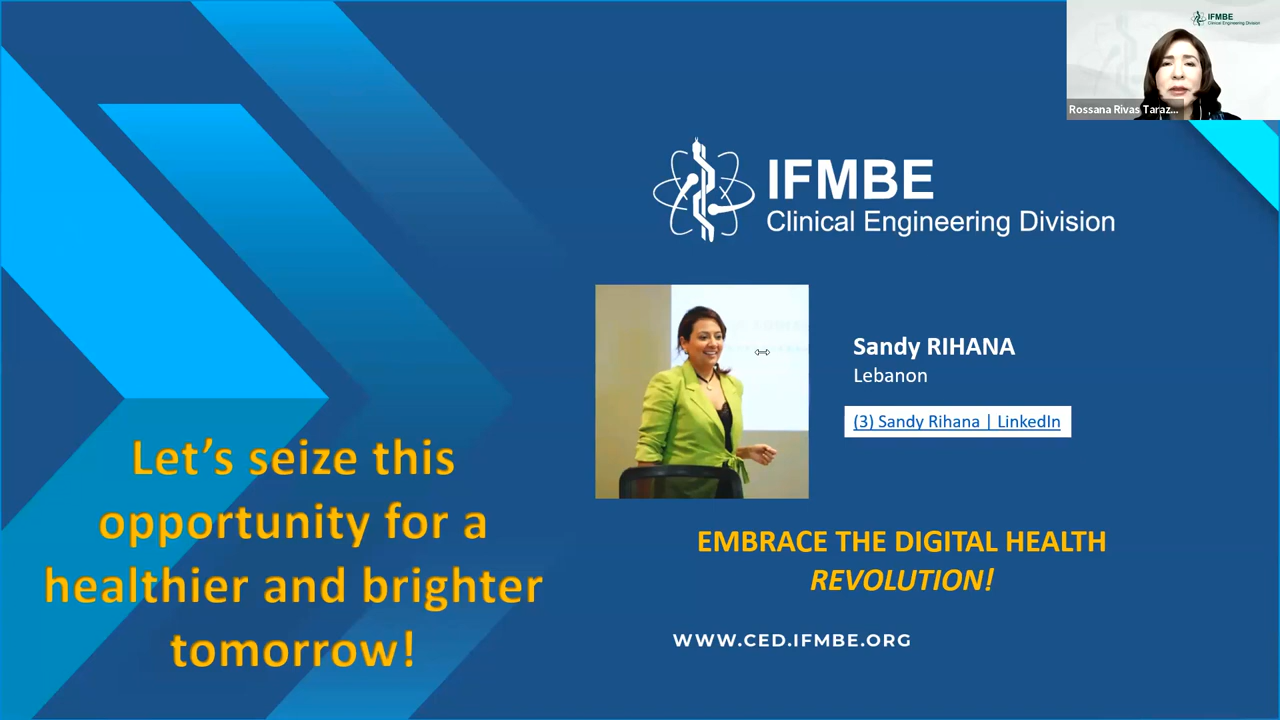 IFMBE
Clinical Engineering Division
Rossana Rivas Taraz...
IFMBE
Clinical Engineering Division
Sandy RIHANA
Lebanon
(3) Sandy Rihana | LinkedIn
Let's seize this
opportunity for a
healthier and brighter
tomorrow!
EMBRACE THE DIGITAL HEALTH
REVOLUTION!
WWW.CED.IFMBE.ORG